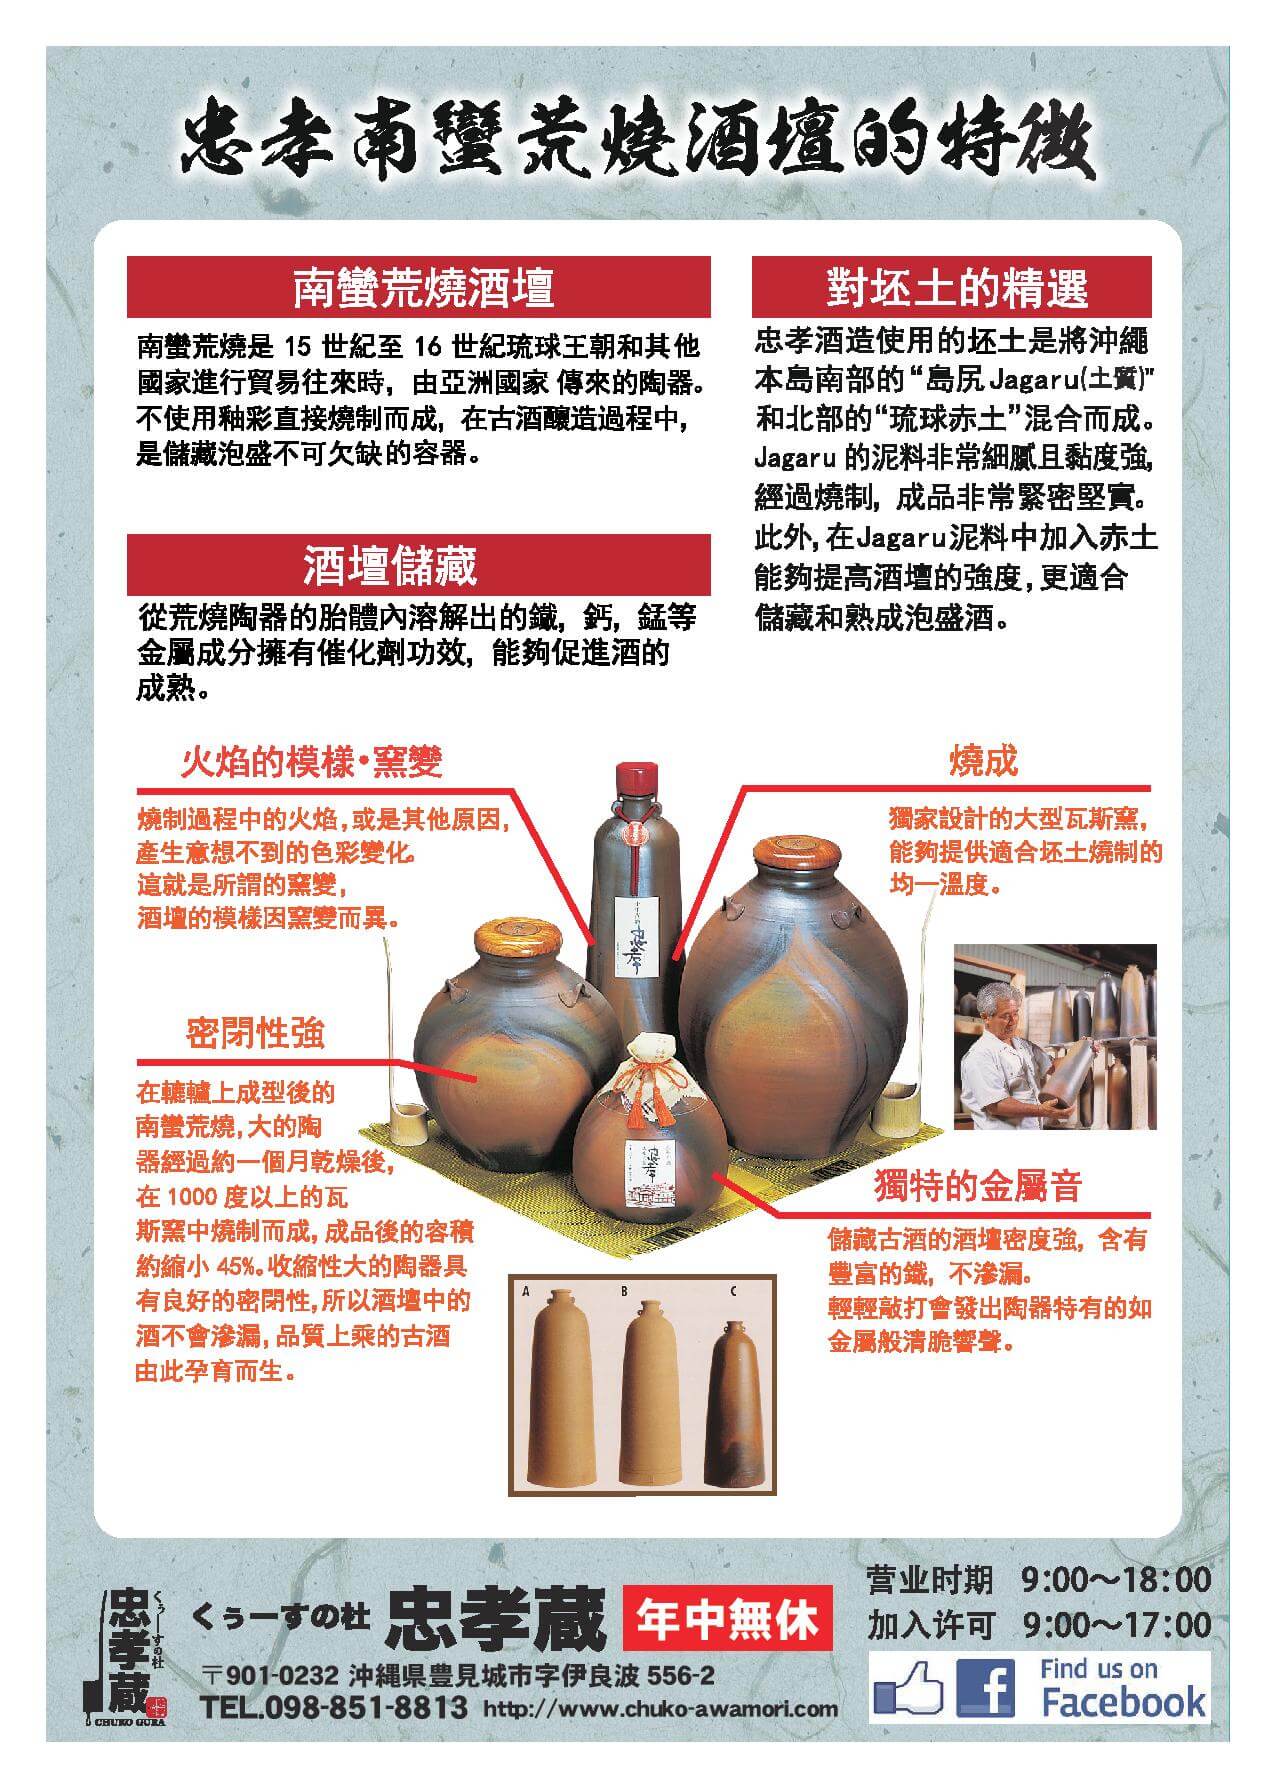 忠孝南蠻荒燒酒壇的特徵
南蠻荒燒酒壇
南蠻荒燒是 15 世紀至 16 世紀琉球王朝和其他
國家進行貿易往來時，由亞洲國家 傳來的陶器。
不使用釉彩直接燒制而成，在古酒釀造過程中，
是儲藏泡盛不可欠缺的容器。
酒壇儲藏
從荒燒陶器的胎體內溶解出的鐵，鈣，錳等
金屬成分擁有催化劑功效，能夠促進酒的
成熟。
對坯土的精選
忠孝酒造使用的坯土是將沖繩
本島南部的“島尻Jagaru(土質)"
和北部的“琉球赤土”混合而成。
Jagaru 的泥料非常細膩且黏度強，
經過燒制，成品非常緊密堅實。
此外，在Jagaru泥料中加入赤土
能夠提高酒壇的強度，更適合
儲藏和熟成泡盛酒。
火焰的模樣・窯變
燒制過程中的火焰，或是其他原因，
產生意想不到的色彩變化。
這就是所謂的窯變，
酒壇的模樣因窯變而異。
燒成
獨家設計的大型瓦斯窯，
能夠提供適合坯土燒制的
均一溫度。
密閉性強
在轆轤上成型後的
南蠻荒燒，大的陶
器經過約一個月乾燥後，
在 1000 度以上的瓦
斯窯中燒制而成，成品後的容積
約縮小 45%。收縮性大的陶器具
有良好的密閉性，所以酒壇中的
酒不會滲漏，品質上乘的古酒
由此孕育而生。
獨特的金屬音
儲藏古酒的酒壇密度強，含有
豐富的鐵，不滲漏。
輕輕敲打會發出陶器特有的如
金屬般清脆響聲。
忠孝
忠孝
A B C
くぅーすの杜
忠孝蔵
CHUKO GURA
くぅーすの杜 忠孝蔵 年中無休
〒901-0232 沖縄県豊見城市字伊良波 556-2
TEL.098-851-8813 http://www.chuko-awamori.com
营业时期 9:00～18:00
加入许可 9:00～17:00
Find us on
Facebook